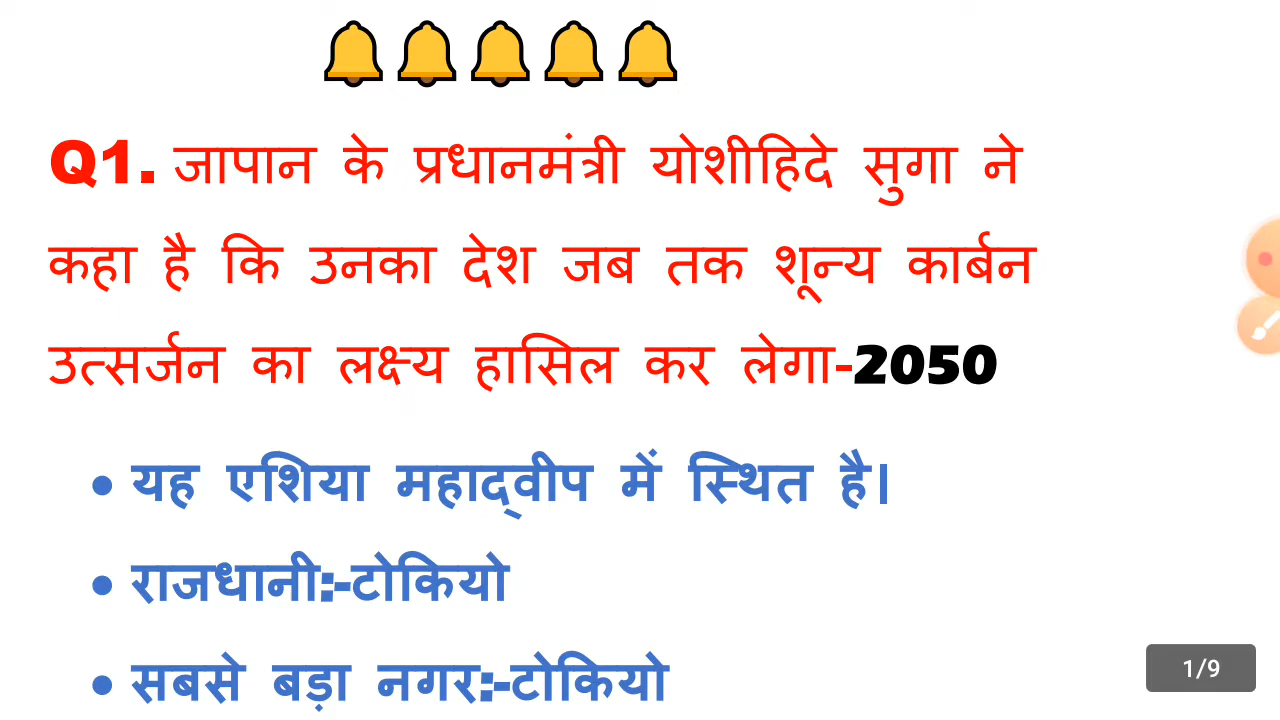 Q1. जापान के प्रधानमंत्री योशीहिदे सुगा ने
कहा है कि उनका देश जब तक शून्य कार्बन
उत्सर्जन का लक्ष्य हासिल कर लेगा-2050
• यह एशिया महाद्वीप में स्थित है।
• राजधानी:-टोकियो
• सबसे बड़ा नगर:-टोकियो
1/9